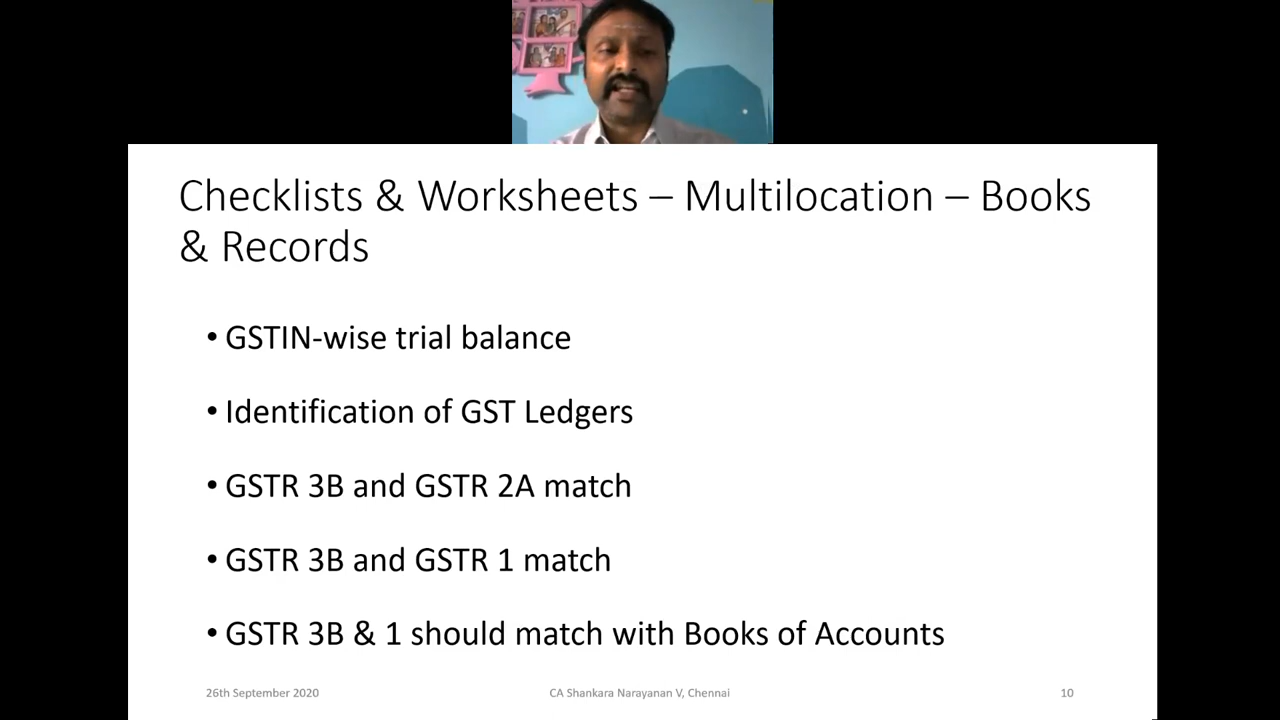 Checklists & Worksheets – Multilocation – Books
& Records
• GSTIN-wise trial balance
• Identification of GST Ledgers
• GSTR 3B and GSTR 2A match
• GSTR 3B and GSTR 1 match
• GSTR 3B & 1 should match with Books of Accounts
26th September 2020 CA Shankara Narayanan V, Chennai 10